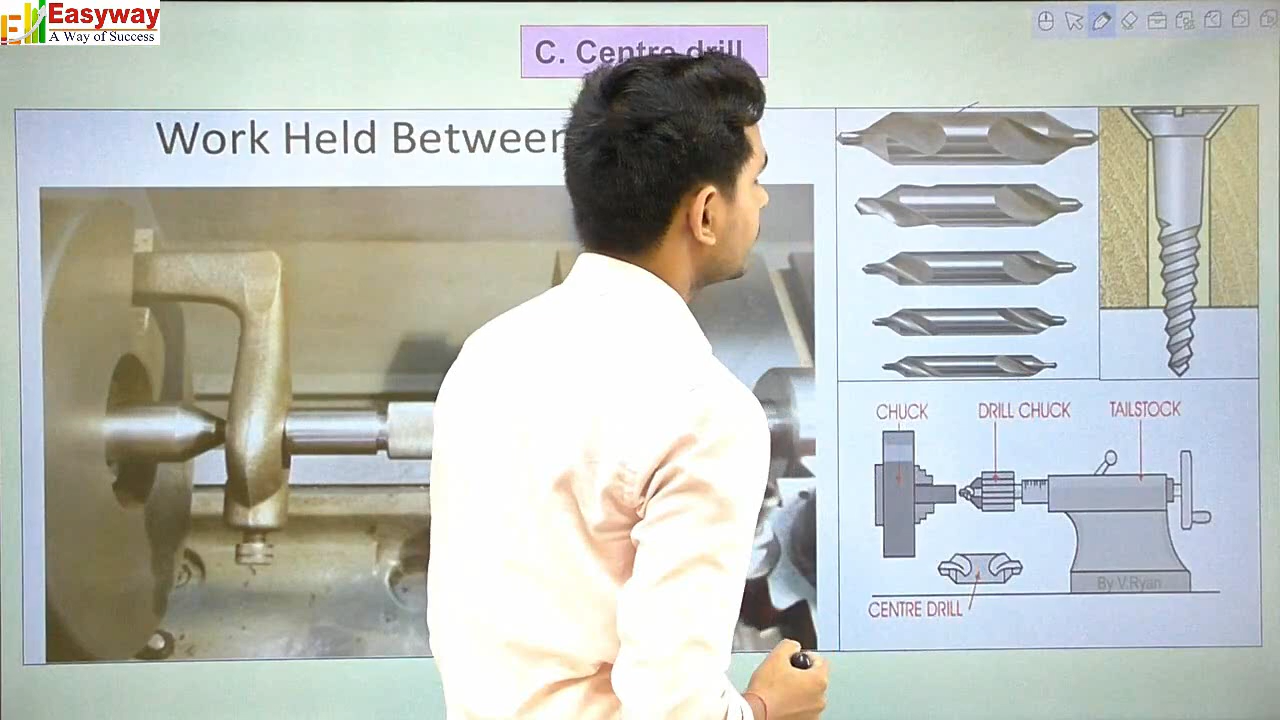 Easyway
A Way of Success
C. Centre drill
Work Held Between
CHUCK
DRILL CHUCK
TAILSTOCK
By V.Ryan
CENTRE DRILL